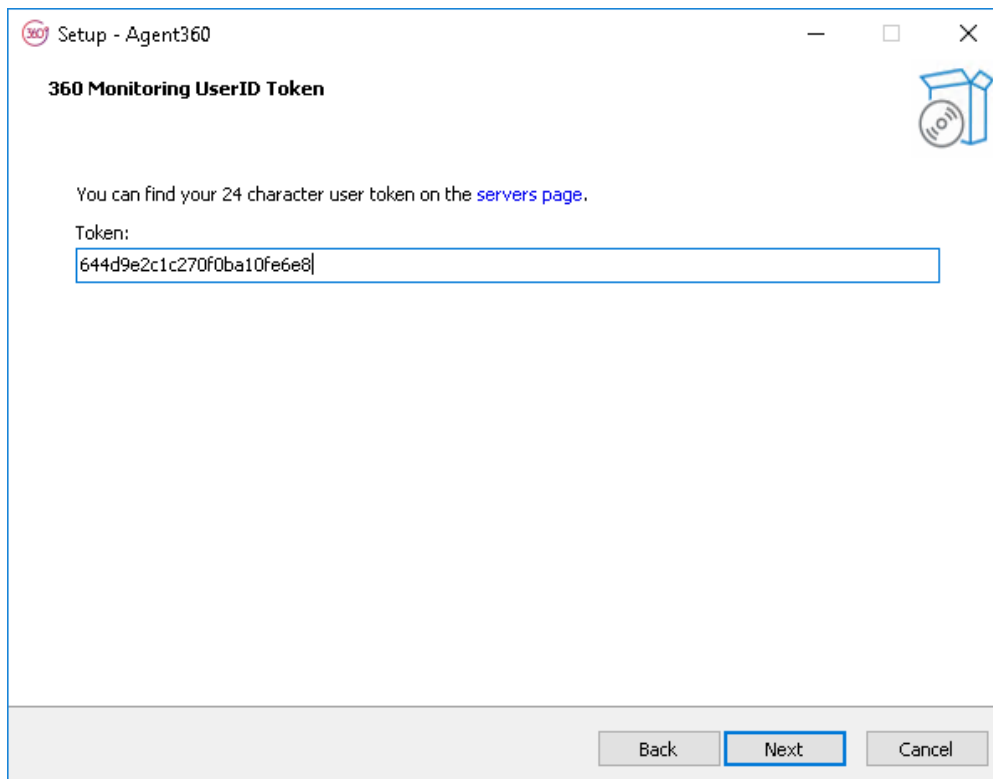 360 Setup - Agent360
360 Monitoring UserID Token
You can find your 24 character user token on the servers page.
Token:
644d9e2c1c270f0ba10fe6e8
Back Next Cancel